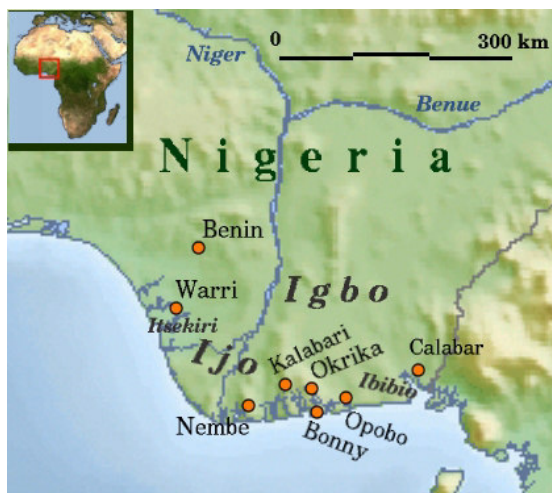 0 300 km
Niger
Benue
Nigeria
Benin
Igbo
Warri
Itsekiri
Ijo
Kalabari
Okrika
Calabar
Ibibio
Nembe
Opobo
Bonny